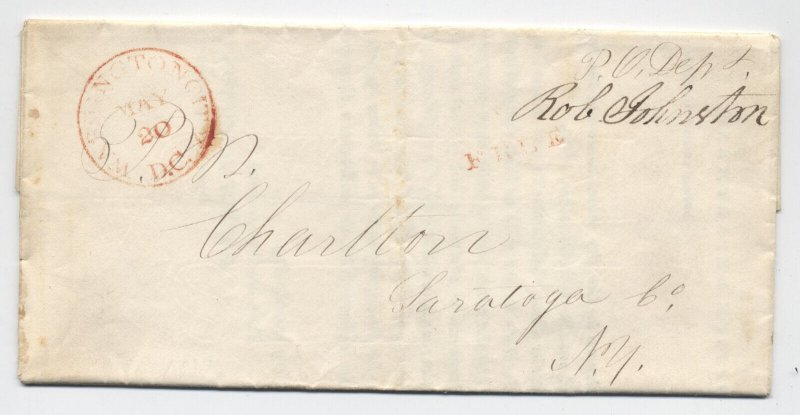 P.O. Dept.
Rob Johnston
WASHINGTON CITY
MAY
20
D.C.
FREE
P.
Charlton
Saratoga Co
N.Y.